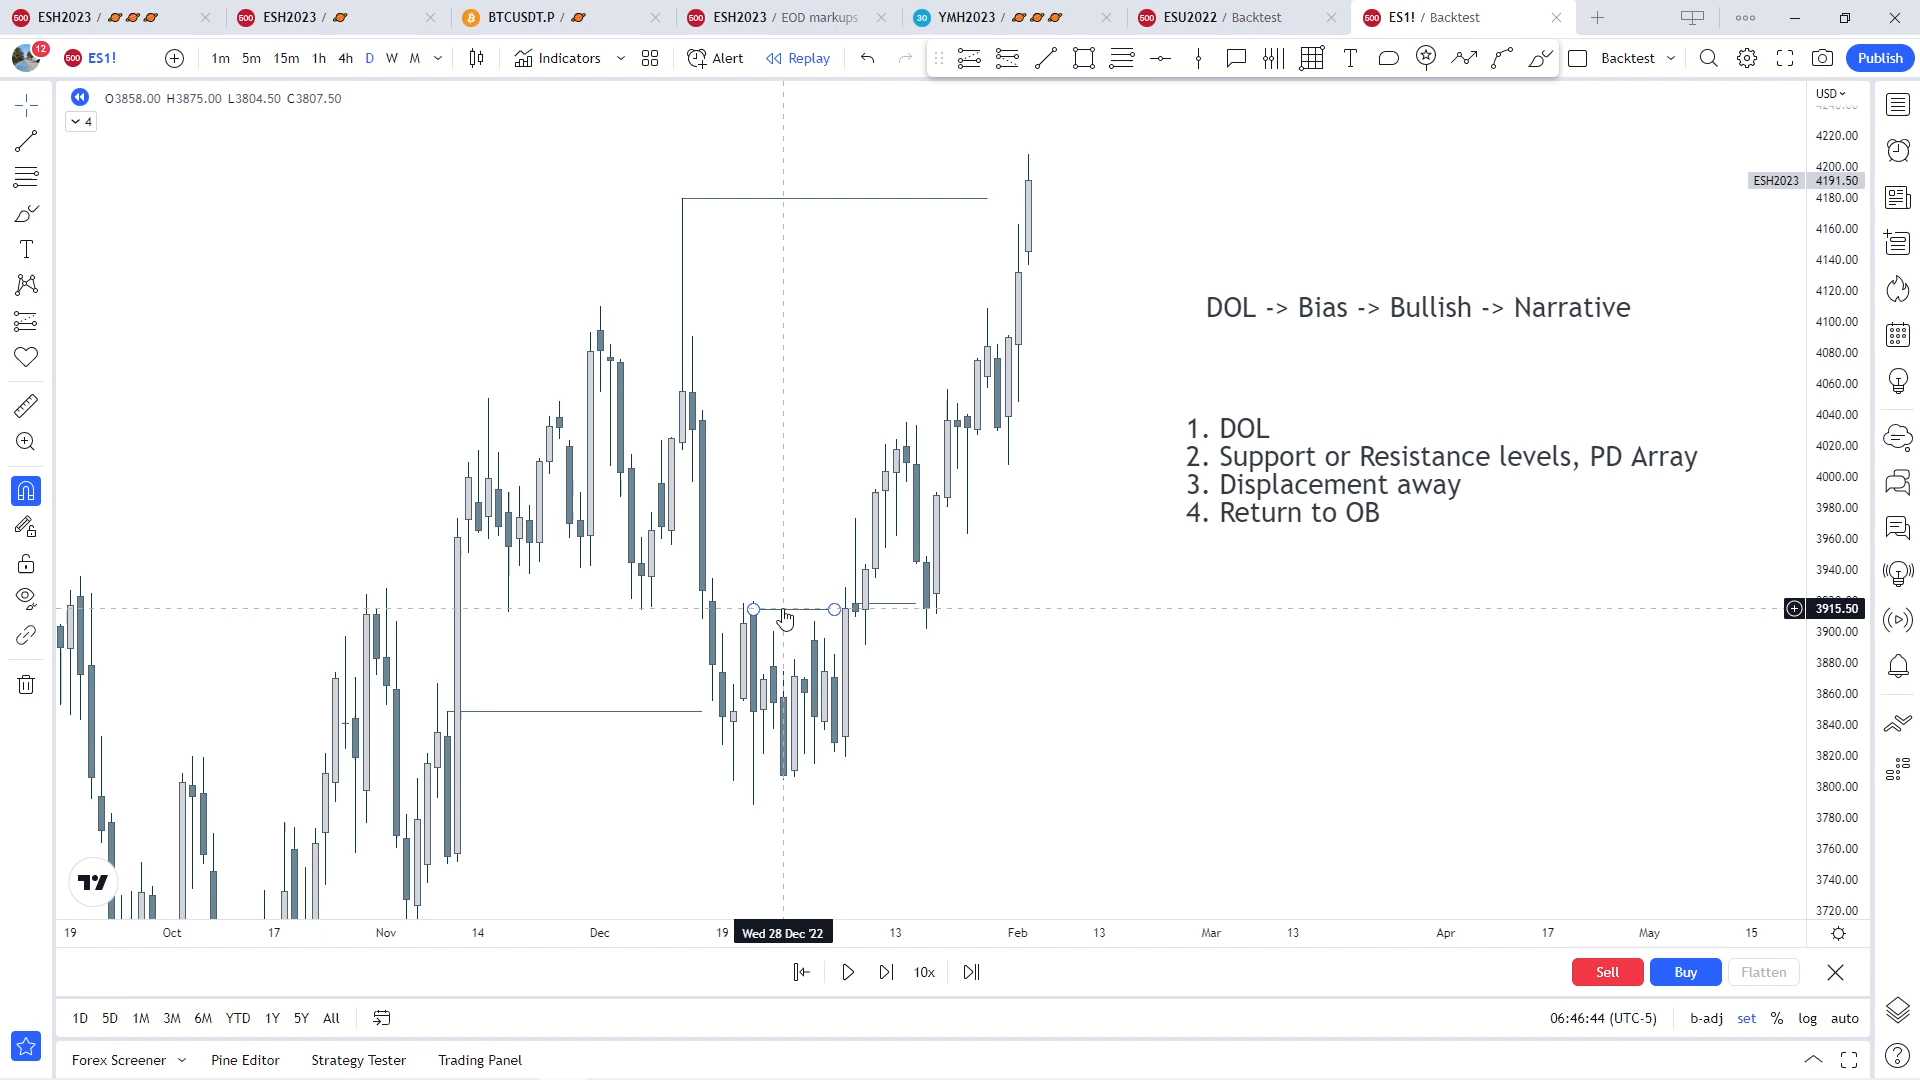 ESH2023 /
ESH2023 /
BTCUSDT.P /
ESH2023 / EOD markups
YMH2023 /
ESU2022 / Backtest
ES1! / Backtest
12
ES1!
1m 5m 15m 1h 4h D W M
Indicators
Alert
Replay
Backtest
Publish
O3858.00 H3875.00 L3804.50 C3807.50
4
USD
4220.00
4200.00
ESH2023 4191.50
4180.00
4160.00
4140.00
4120.00
4100.00
4080.00
4060.00
4040.00
4020.00
4000.00
3980.00
3960.00
3940.00
3915.50
3900.00
3880.00
3860.00
3840.00
3820.00
3800.00
3780.00
3760.00
3740.00
3720.00
DOL -> Bias -> Bullish -> Narrative
1. DOL
2. Support or Resistance levels, PD Array
3. Displacement away
4. Return to OB
19 Oct 17 Nov 14 Dec 19 Wed 28 Dec '22 13 Feb 13 Mar 13 Apr 17 May 15
10x
Sell Buy Flatten
1D 5D 1M 3M 6M YTD 1Y 5Y All
06:46:44 (UTC-5) b-adj set % log auto
Forex Screener Pine Editor Strategy Tester Trading Panel